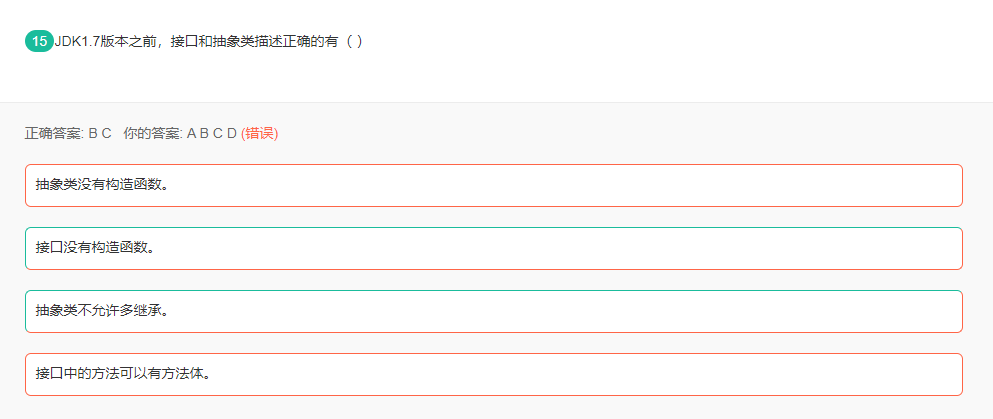 15 JDK1.7版本之前，接口和抽象类描述正确的有（ ）
正确答案: B C 你的答案: A B C D (错误)
抽象类没有构造函数。
接口没有构造函数。
抽象类不允许多继承。
接口中的方法可以有方法体。